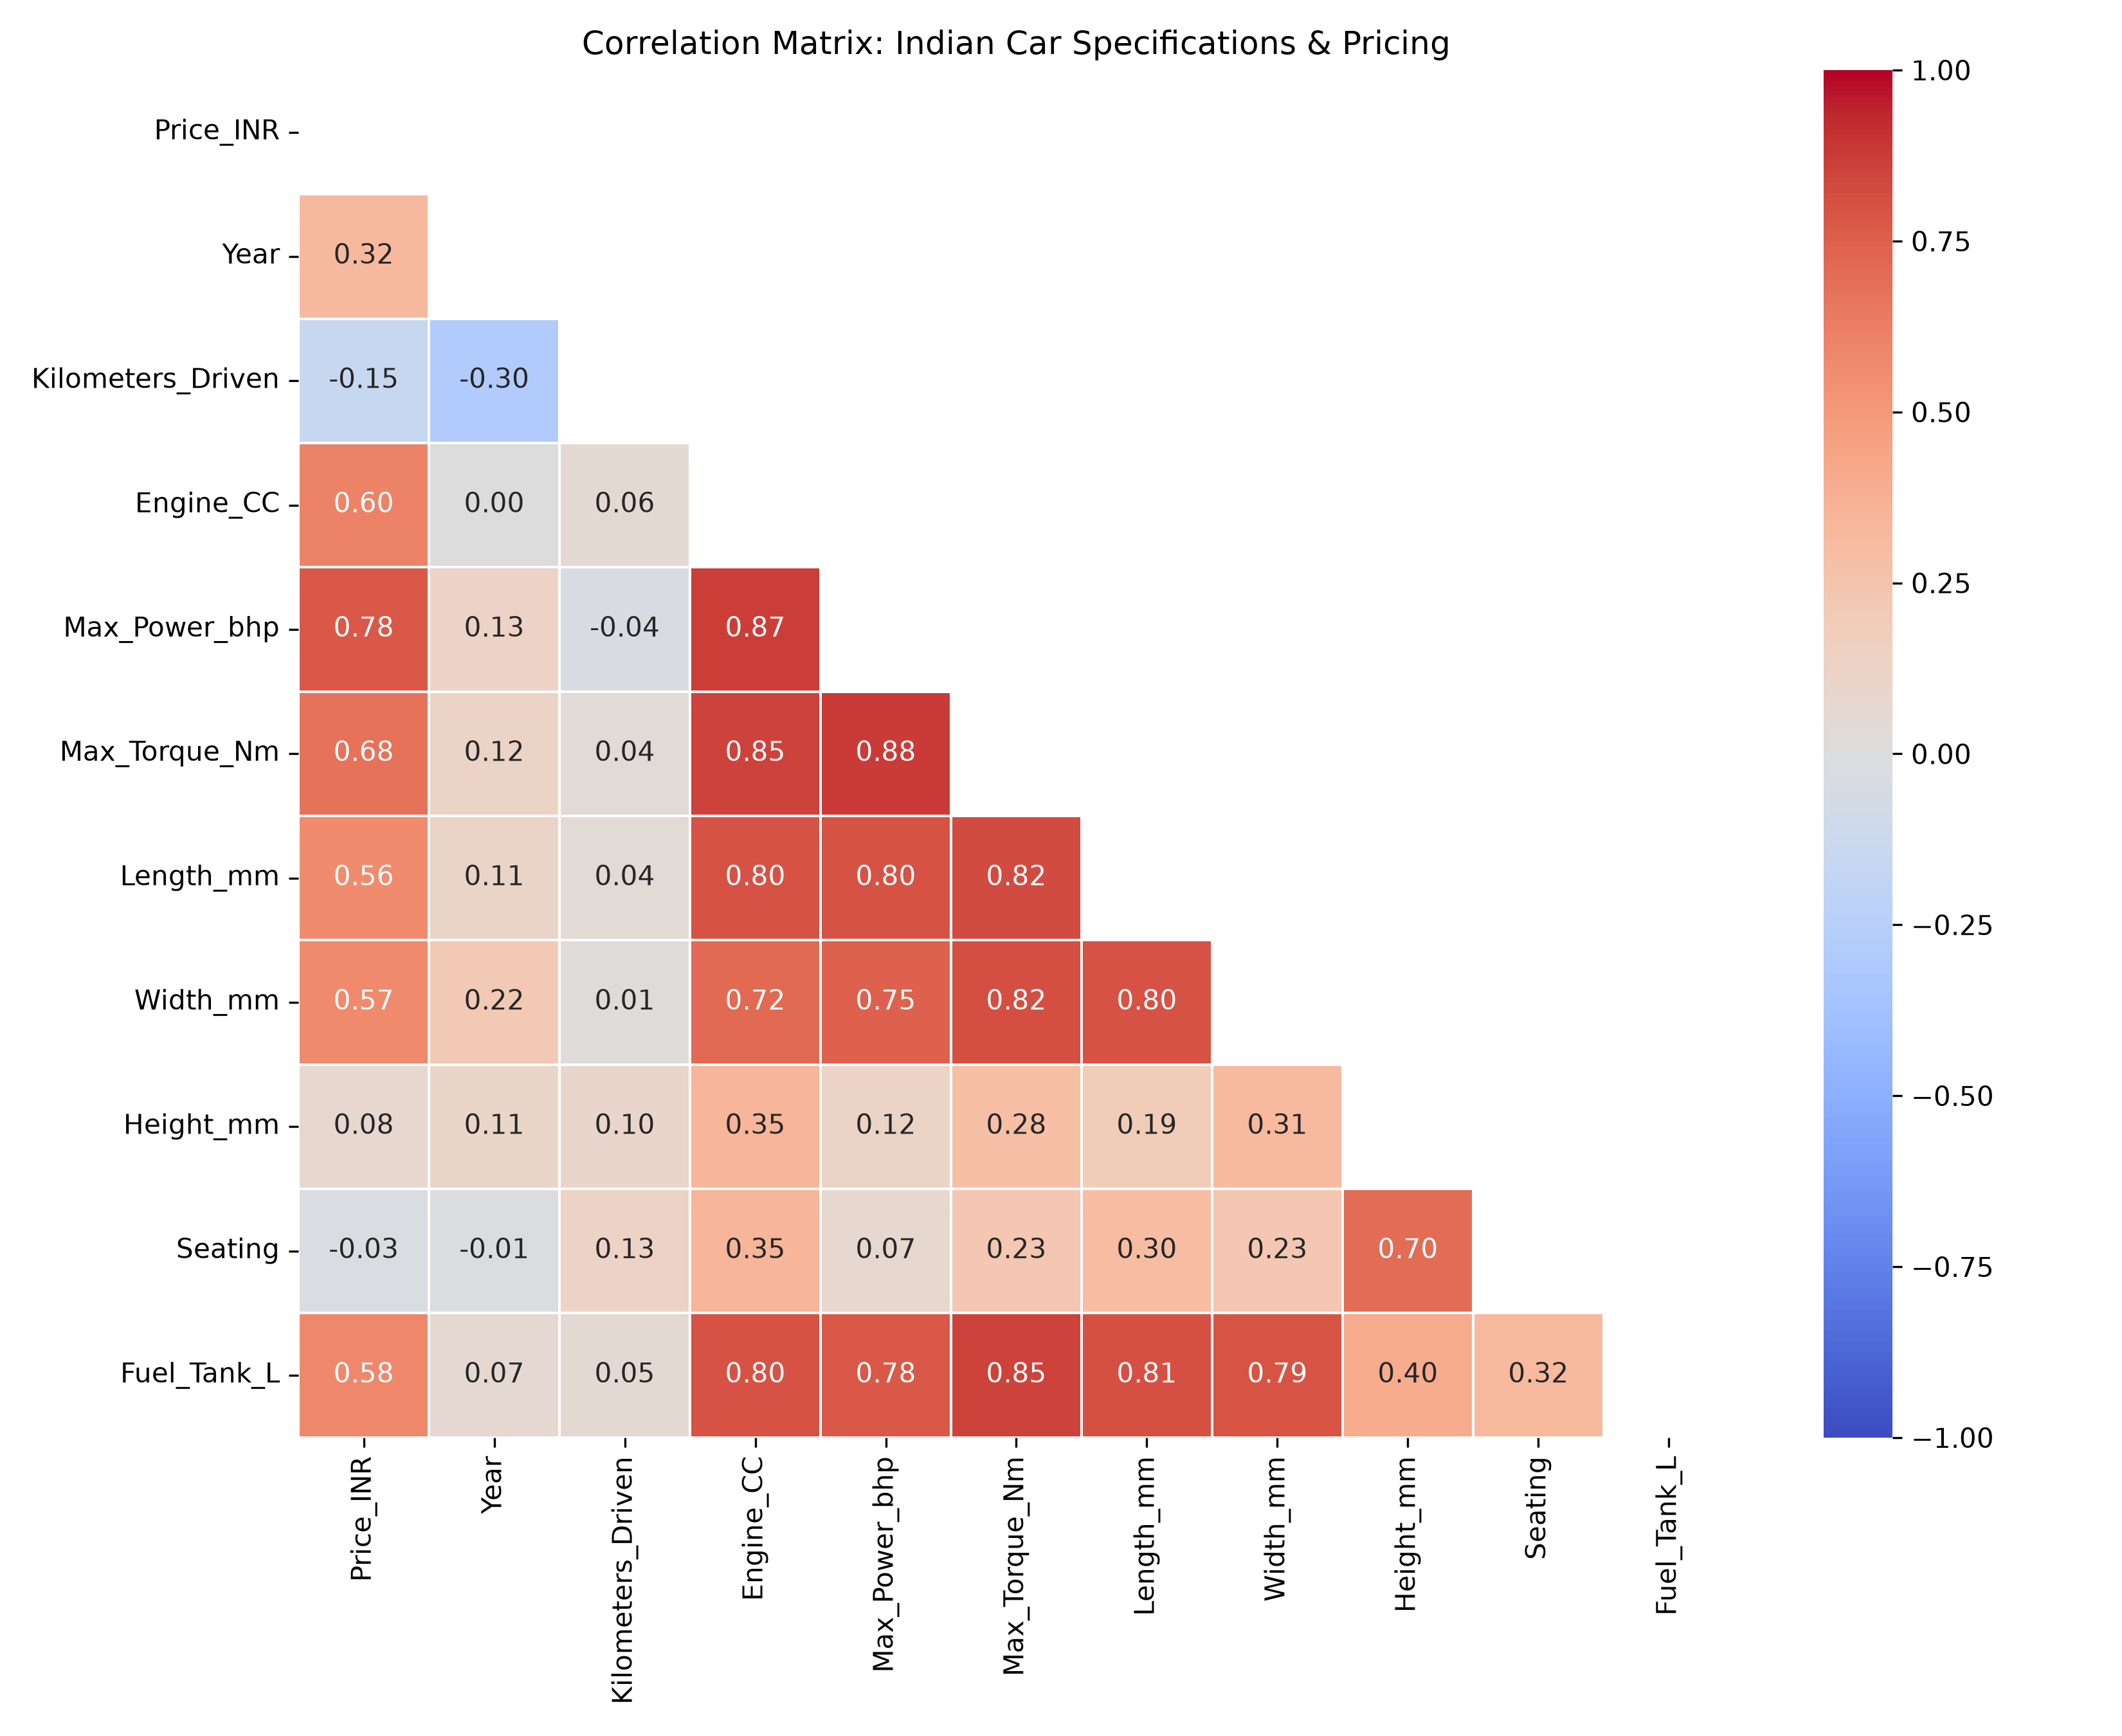 Correlation Matrix: Indian Car Specifications & Pricing
Price_INR
Year 0.32
Kilometers_Driven -0.15 -0.30
Engine_CC 0.60 0.00 0.06
Max_Power_bhp 0.78 0.13 -0.04 0.87
Max_Torque_Nm 0.68 0.12 0.04 0.85 0.88
Length_mm 0.56 0.11 0.04 0.80 0.80 0.82
Width_mm 0.57 0.22 0.01 0.72 0.75 0.82 0.80
Height_mm 0.08 0.11 0.10 0.35 0.12 0.28 0.19 0.31
Seating -0.03 -0.01 0.13 0.35 0.07 0.23 0.30 0.23 0.70
Fuel_Tank_L 0.58 0.07 0.05 0.80 0.78 0.85 0.81 0.79 0.40 0.32
Price_INR
Year
Kilometers_Driven
Engine_CC
Max_Power_bhp
Max_Torque_Nm
Length_mm
Width_mm
Height_mm
Seating
Fuel_Tank_L
1.00
0.75
0.50
0.25
0.00
−0.25
−0.50
−0.75
−1.00